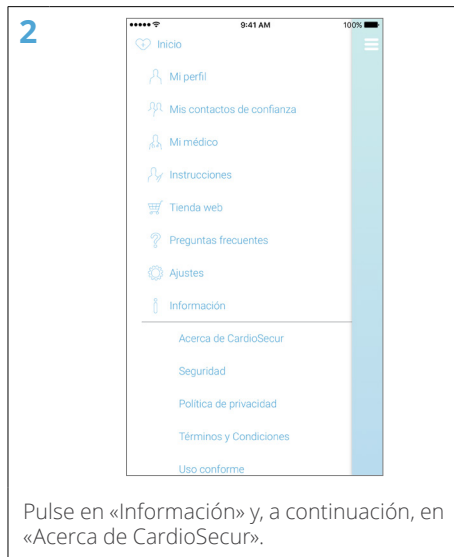 2
9:41 AM 100%
Inicio
Mi perfil
Mis contactos de confianza
Mi médico
Instrucciones
Tienda web
Preguntas frecuentes
Ajustes
Información
Acerca de CardioSecur
Seguridad
Política de privacidad
Términos y Condiciones
Uso conforme
Pulse en «Información» y, a continuación, en
«Acerca de CardioSecur».